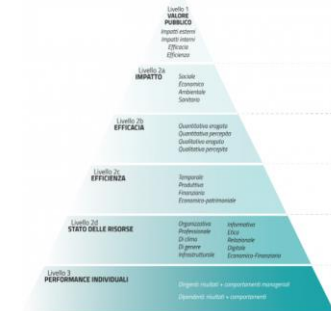 Livello 1
VALORE
PUBBLICO
Impatti esterni
Impatti interni
Efficacia
Efficienza
Livello 2a
IMPATTO
Sociale
Economico
Ambientale
Sanitario
Livello 2b
EFFICACIA
Quantitativa erogata
Quantitativa percepita
Qualitativa erogata
Qualitativa percepita
Livello 2c
EFFICIENZA
Temporale
Produttiva
Finanziaria
Economico-patrimoniale
Livello 2d
STATO DELLE RISORSE
Organizzativa
Professionale
Di clima
Di genere
Infrastrutturale
Informativa
Etica
Relazionale
Digitale
Economico Finanziaria
Livello 3
PERFORMANCE INDIVIDUALI
Dirigenti risultati + comportamenti manageriali
Dipendenti risultati + comportamenti